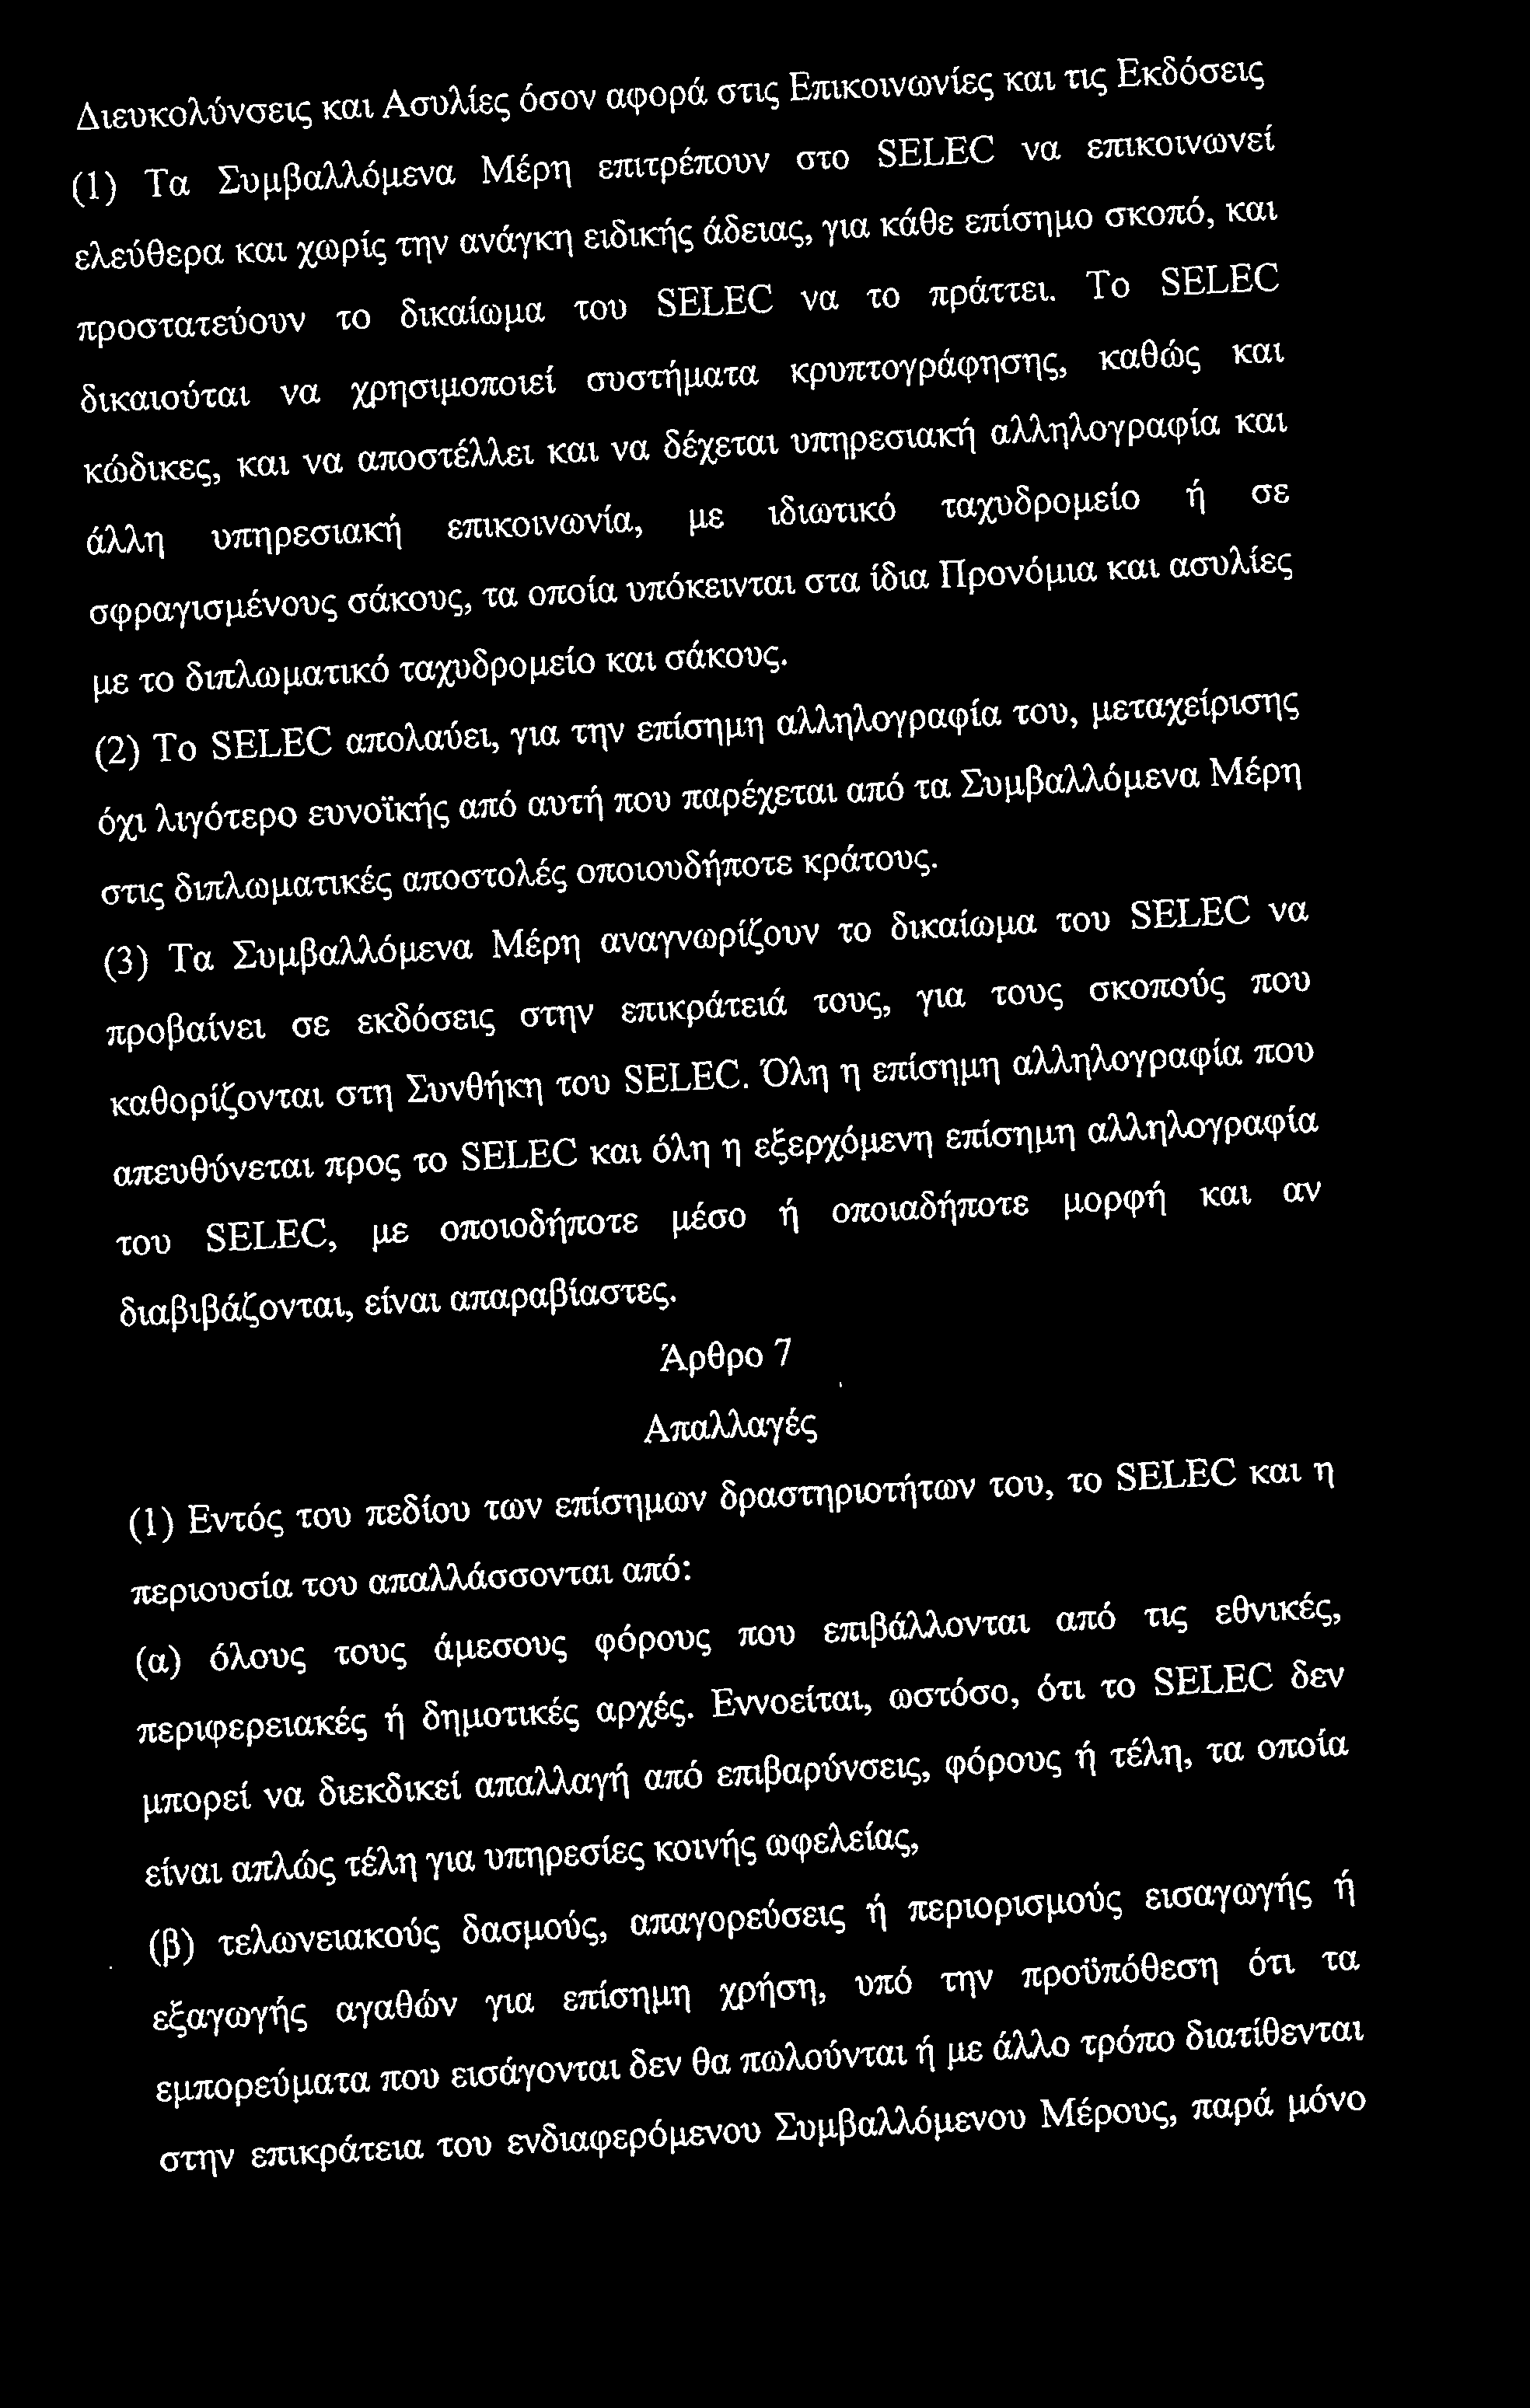 Διευκολύνσεις και Ασυλίες όσον αφορά στις Επικοινωνίες και τις Εκδόσεις
(1) Τα Συμβαλλόμενα Μέρη επιτρέπουν στο SELEC να επικοινωνεί
ελεύθερα και χωρίς την ανάγκη ειδικής άδειας, για κάθε επίσημο σκοπό, και
προστατεύουν το δικαίωμα του SELEC να το πράττει. Το SELEC
δικαιούται να χρησιμοποιεί συστήματα κρυπτογράφησης, καθώς και
κώδικες, και να αποστέλλει και να δέχεται υπηρεσιακή αλληλογραφία και
άλλη υπηρεσιακή επικοινωνία, με ιδιωτικό ταχυδρομείο ή σε
σφραγισμένους σάκους, τα οποία υπόκεινται στα ίδια Προνόμια και ασυλίες
με το διπλωματικό ταχυδρομείο και σάκους.
(2) Το SELEC απολαύει, για την επίσημη αλληλογραφία του, μεταχείρισης
όχι λιγότερο ευνοϊκής από αυτή που παρέχεται από τα Συμβαλλόμενα Μέρη
στις διπλωματικές αποστολές οποιουδήποτε κράτους.
(3) Τα Συμβαλλόμενα Μέρη αναγνωρίζουν το δικαίωμα του SELEC να
προβαίνει σε εκδόσεις στην επικράτειά τους, για τους σκοπούς που
καθορίζονται στη Συνθήκη του SELEC. Όλη η επίσημη αλληλογραφία που
απευθύνεται προς το SELEC και όλη η εξερχόμενη επίσημη αλληλογραφία
του SELEC, με οποιοδήποτε μέσο ή οποιαδήποτε μορφή και αν
διαβιβάζονται, είναι απαραβίαστες.
Άρθρο 7
Απαλλαγές
(1) Εντός του πεδίου των επίσημων δραστηριοτήτων του, το SELEC και η
περιουσία του απαλλάσσονται από:
(α) όλους τους άμεσους φόρους που επιβάλλονται από τις εθνικές,
περιφερειακές ή δημοτικές αρχές. Εννοείται, ωστόσο, ότι το SELEC δεν
μπορεί να διεκδικεί απαλλαγή από επιβαρύνσεις, φόρους ή τέλη, τα οποία
είναι απλώς τέλη για υπηρεσίες κοινής ωφελείας,
(β) τελωνειακούς δασμούς, απαγορεύσεις ή περιορισμούς εισαγωγής ή
εξαγωγής αγαθών για επίσημη χρήση, υπό την προϋπόθεση ότι τα
εμπορεύματα που εισάγονται δεν θα πωλούνται ή με άλλο τρόπο διατίθενται
στην επικράτεια του ενδιαφερόμενου Συμβαλλόμενου Μέρους, παρά μόνο